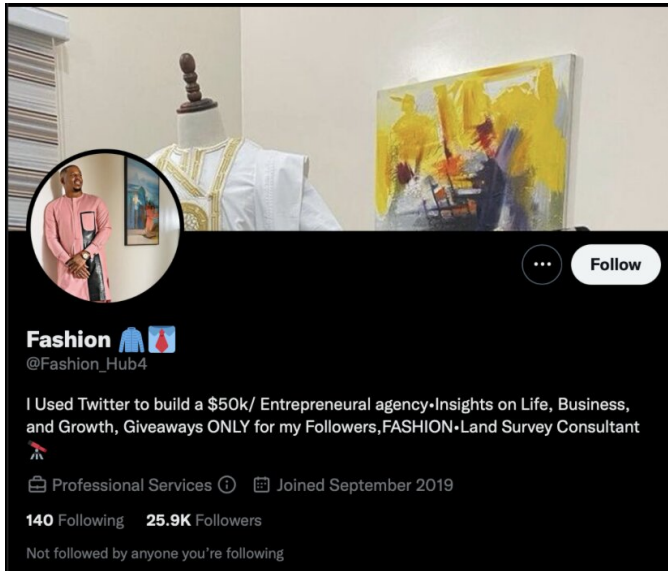 Follow
Fashion 🧥👔
@Fashion_Hub4
I Used Twitter to build a $50k/ Entrepreneural agency•Insights on Life, Business,
and Growth, Giveaways ONLY for my Followers,FASHION•Land Survey Consultant
🔭
Professional Services
Joined September 2019
140 Following 25.9K Followers
Not followed by anyone you're following